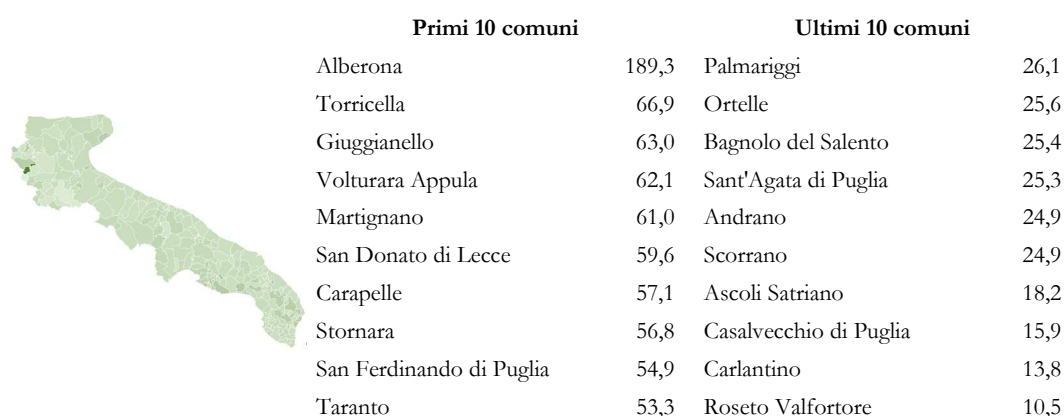 Primi 10 comuni Ultimi 10 comuni
Alberona 189,3 Palmariggi 26,1
Torricella 66,9 Ortelle 25,6
Giuggianello 63,0 Bagnolo del Salento 25,4
Volturara Appula 62,1 Sant'Agata di Puglia 25,3
Martignano 61,0 Andrano 24,9
San Donato di Lecce 59,6 Scorrano 24,9
Carapelle 57,1 Ascoli Satriano 18,2
Stornara 56,8 Casalvecchio di Puglia 15,9
San Ferdinando di Puglia 54,9 Carlantino 13,8
Taranto 53,3 Roseto Valfortore 10,5